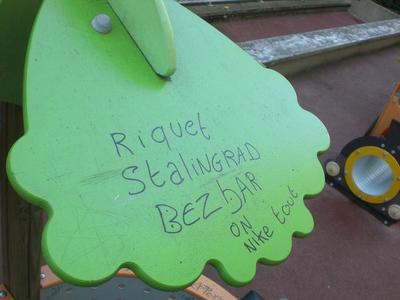 Riquet
StalINGRAD
BEZbAR
ON
Nike tout